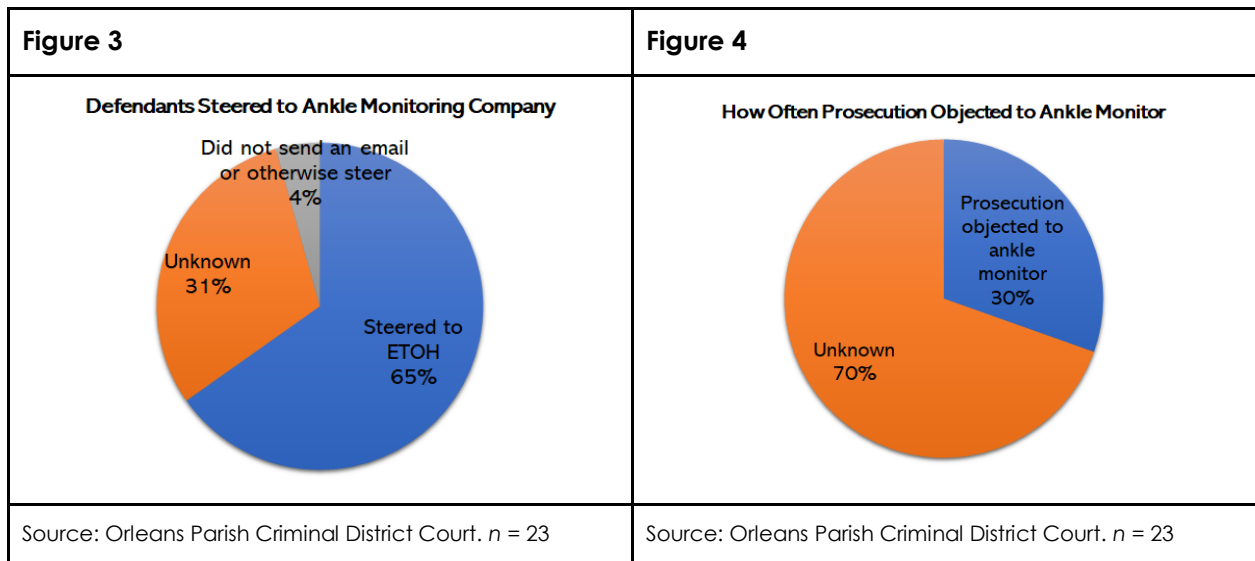 Figure 3
Defendants Steered to Ankle Monitoring Company
Did not send an email
or otherwise steer
4%
Unknown
31%
Steered to
ETOH
65%
Source: Orleans Parish Criminal District Court. n = 23
Figure 4
How Often Prosecution Objected to Ankle Monitor
Prosecution
objected to
ankle
monitor
30%
Unknown
70%
Source: Orleans Parish Criminal District Court. n = 23